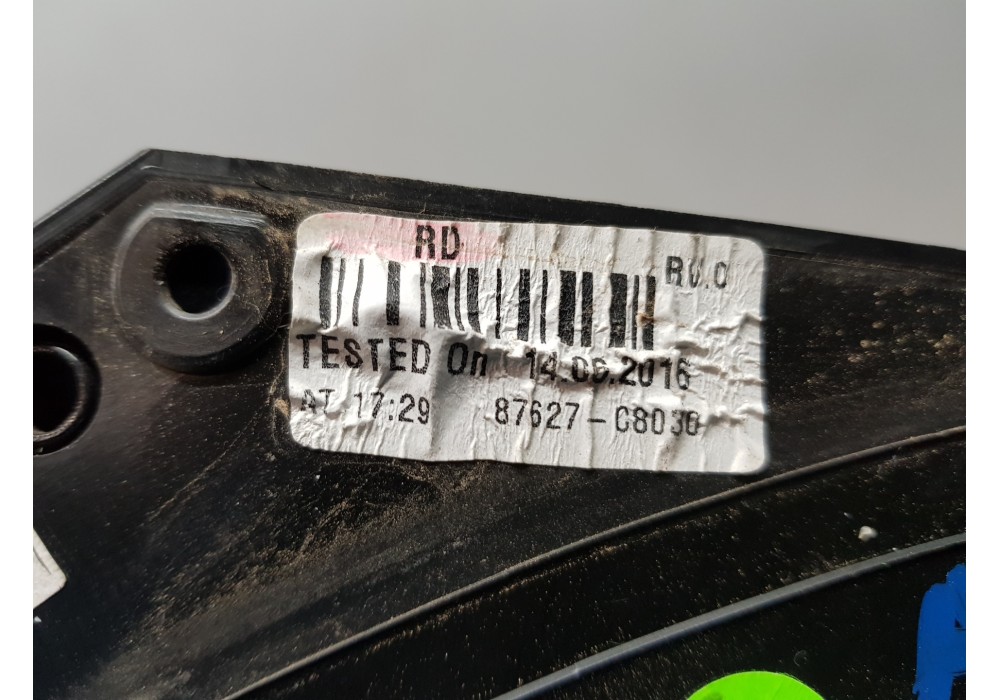 RD
RV.0
TESTED On 14.06.2016
AT 17:29 87627-C8030